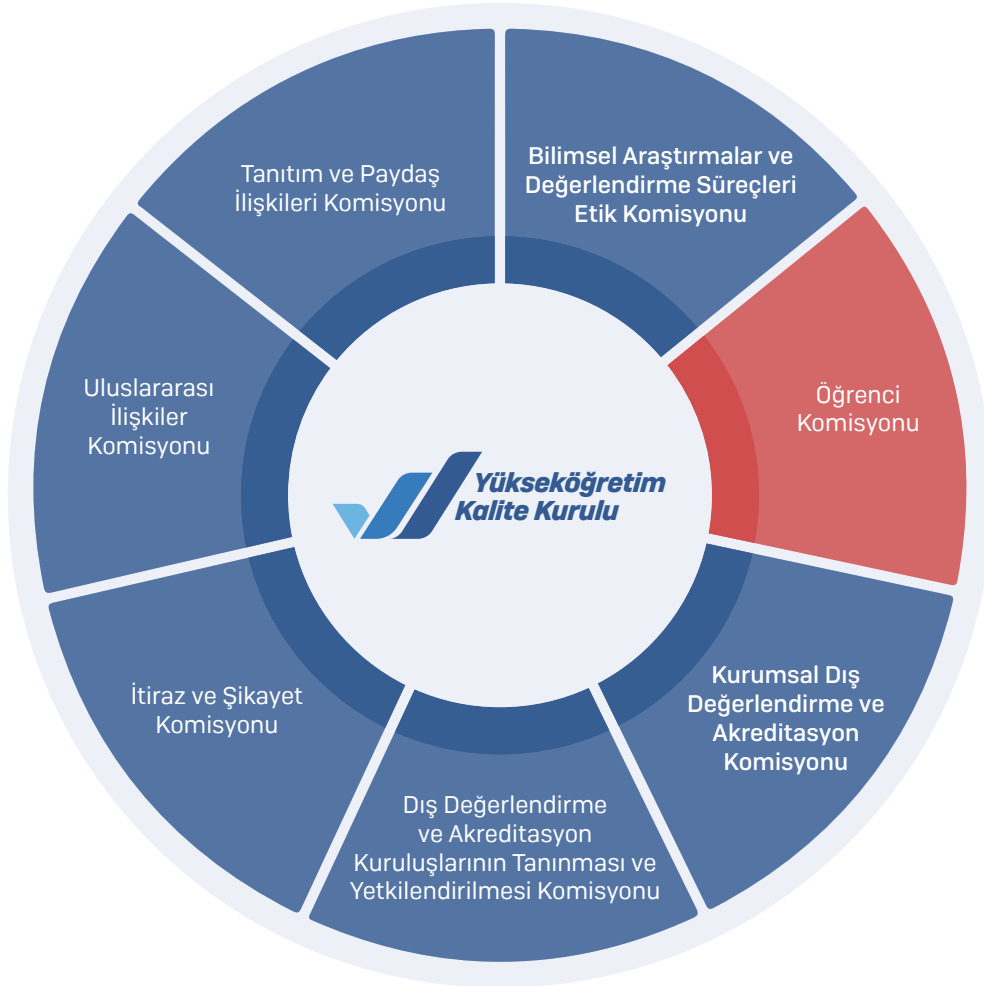 Tanıtım ve Paydaş
İlişkileri Komisyonu
Bilimsel Araştırmalar ve
Değerlendirme Süreçleri
Etik Komisyonu
Öğrenci
Komisyonu
Kurumsal Dış
Değerlendirme ve
Akreditasyon
Komisyonu
Dış Değerlendirme
ve Akreditasyon
Kuruluşlarının Tanınması ve
Yetkilendirilmesi Komisyonu
İtiraz ve Şikayet
Komisyonu
Uluslararası
İlişkiler
Komisyonu
Yükseköğretim
Kalite Kurulu